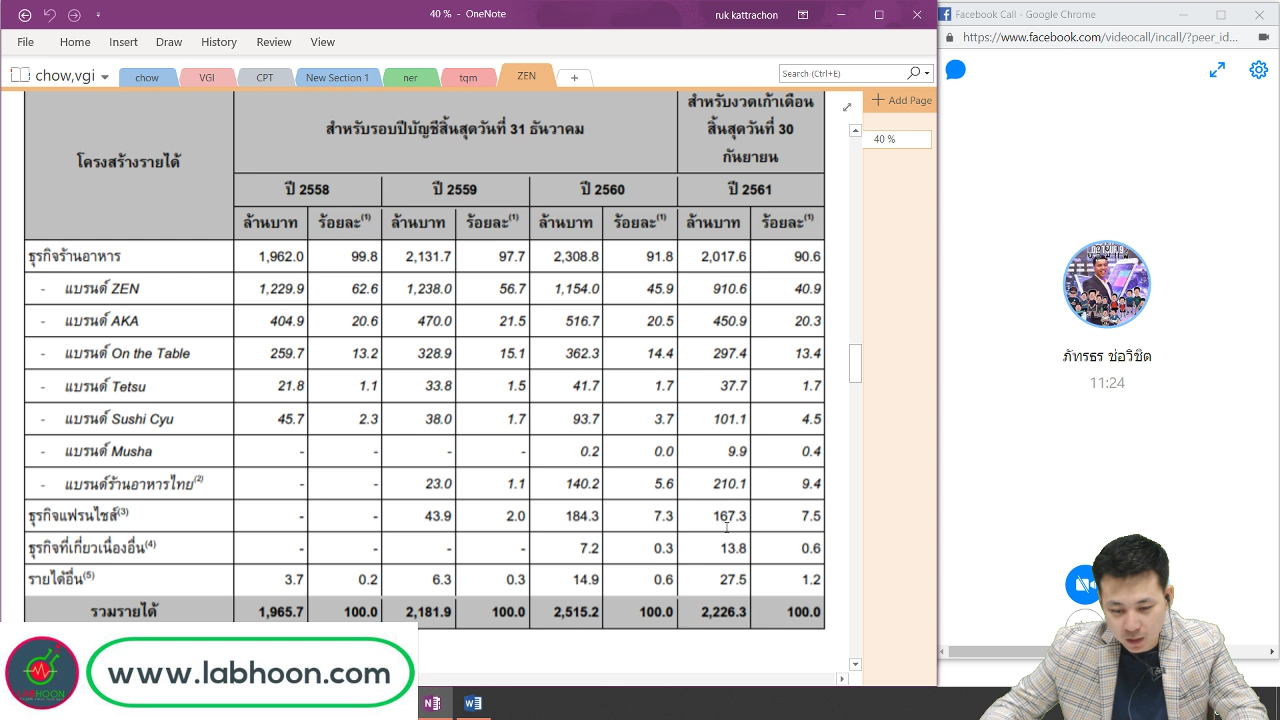 40 % - OneNote
ruk kattrachon
File Home Insert Draw History Review View
chow,vgi
chow VGI CPT New Section 1 ner tqm ZEN
Search (Ctrl+E)
Add Page
40 %
โครงสร้างรายได้
สำหรับรอบปีบัญชีสิ้นสุดวันที่ 31 ธันวาคม
สำหรับงวดเก้าเดือน
สิ้นสุดวันที่ 30
กันยายน
ปี 2558 ปี 2559 ปี 2560 ปี 2561
ล้านบาท ร้อยละ(1) ล้านบาท ร้อยละ(1) ล้านบาท ร้อยละ(1) ล้านบาท ร้อยละ(1)
ธุรกิจร้านอาหาร 1,962.0 99.8 2,131.7 97.7 2,308.8 91.8 2,017.6 90.6
- แบรนด์ ZEN 1,229.9 62.6 1,238.0 56.7 1,154.0 45.9 910.6 40.9
- แบรนด์ AKA 404.9 20.6 470.0 21.5 516.7 20.5 450.9 20.3
- แบรนด์ On the Table 259.7 13.2 328.9 15.1 362.3 14.4 297.4 13.4
- แบรนด์ Tetsu 21.8 1.1 33.8 1.5 41.7 1.7 37.7 1.7
- แบรนด์ Sushi Cyu 45.7 2.3 38.0 1.7 93.7 3.7 101.1 4.5
- แบรนด์ Musha - - - - 0.2 0.0 9.9 0.4
- แบรนด์ร้านอาหารไทย(2) - - 23.0 1.1 140.2 5.6 210.1 9.4
ธุรกิจแฟรนไชส์(3) - - 43.9 2.0 184.3 7.3 167.3 7.5
ธุรกิจที่เกี่ยวเนื่องอื่น(4) - - - - 7.2 0.3 13.8 0.6
รายได้อื่น(5) 3.7 0.2 6.3 0.3 14.9 0.6 27.5 1.2
รวมรายได้ 1,965.7 100.0 2,181.9 100.0 2,515.2 100.0 2,226.3 100.0
Facebook Call - Google Chrome
https://www.facebook.com/videocall/incall/?peer_id...
ภัทรธร ช่อวิชิต
11:24
LABHOON
www.labhoon.com